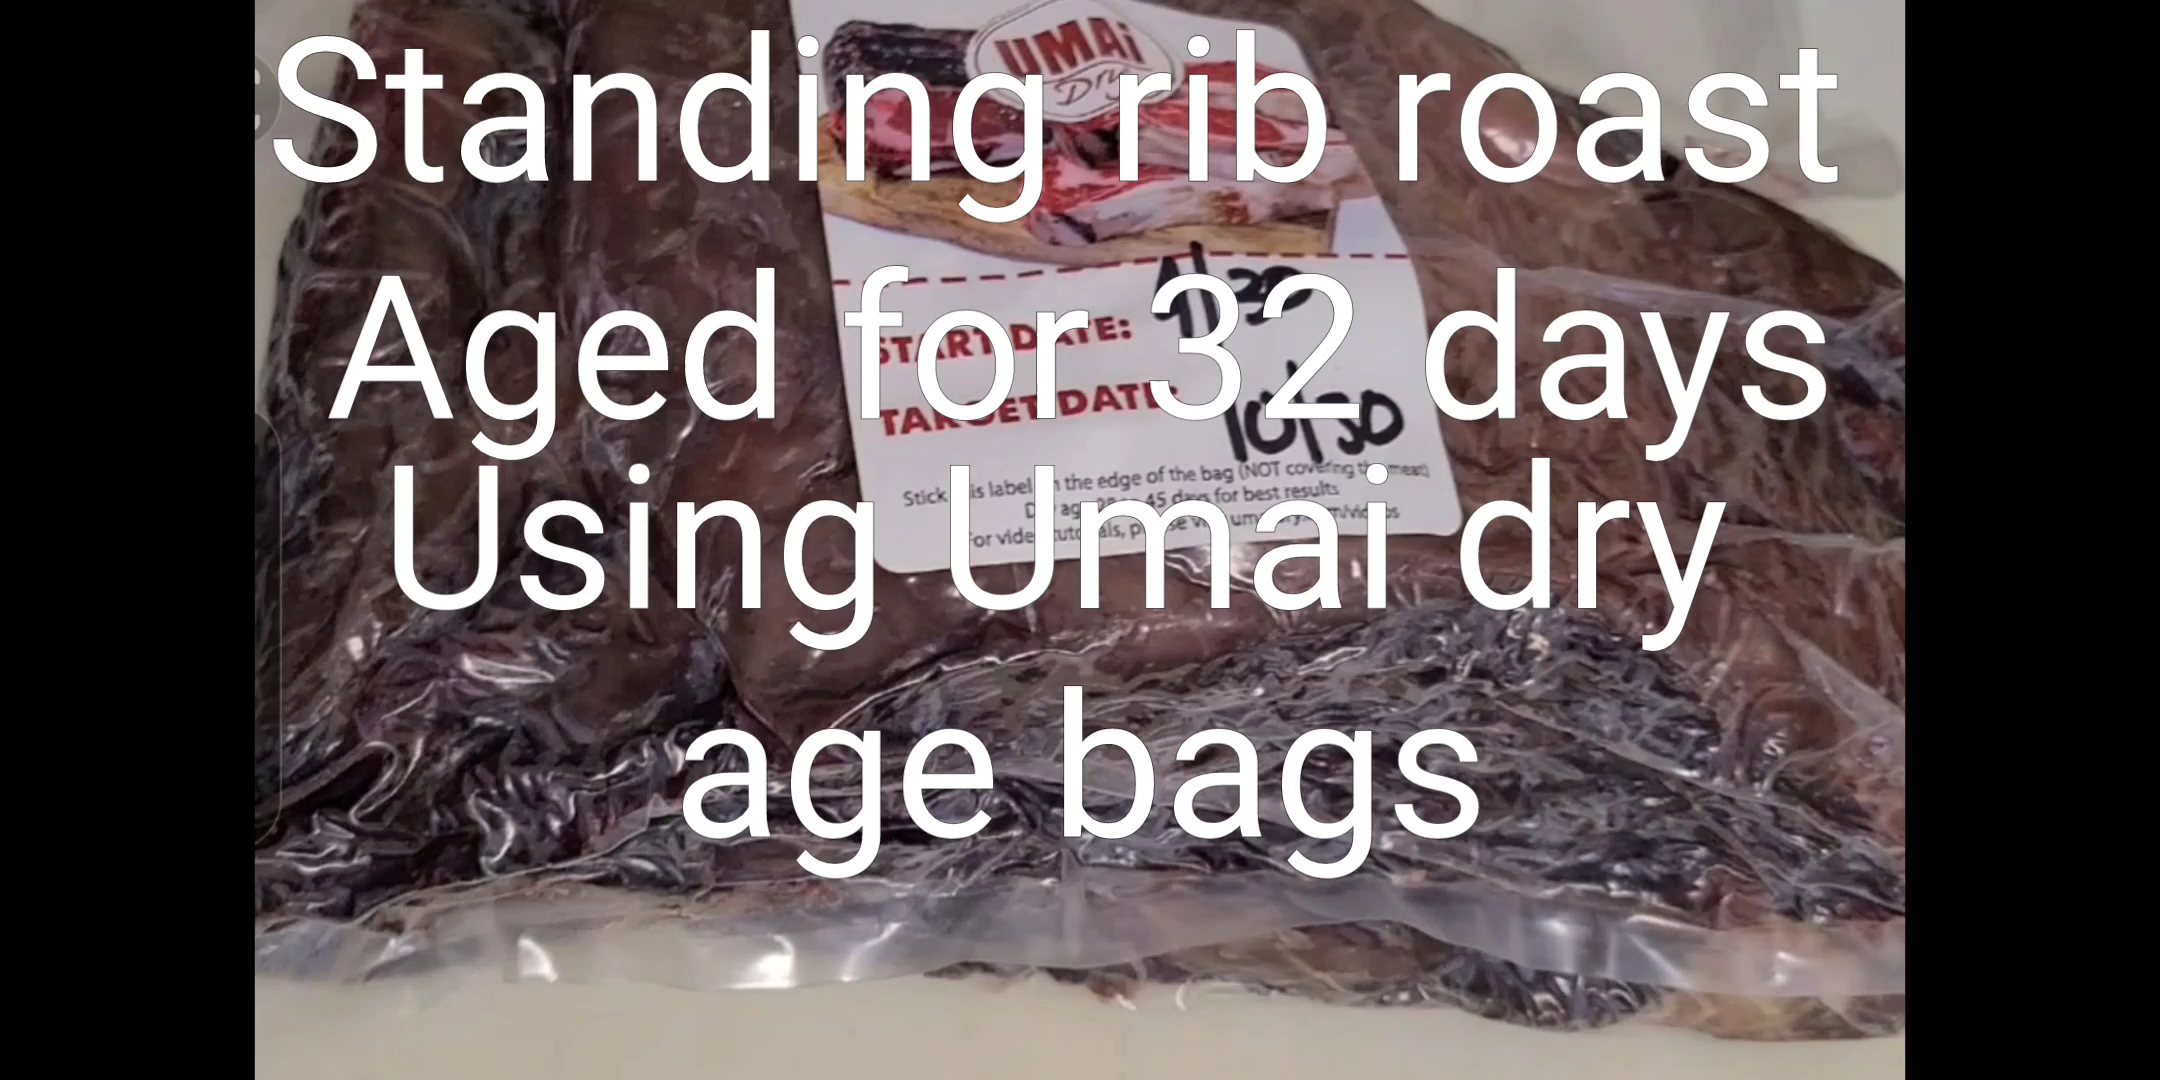 Standing rib roast
Aged for 32 days
Using Umai dry
age bags
UMAi
Dry
START DATE:
TARGET DATE:
10/30
Stick this label on the edge of the bag (NOT covering the meat)
45 days for best results
For video tutorials, please